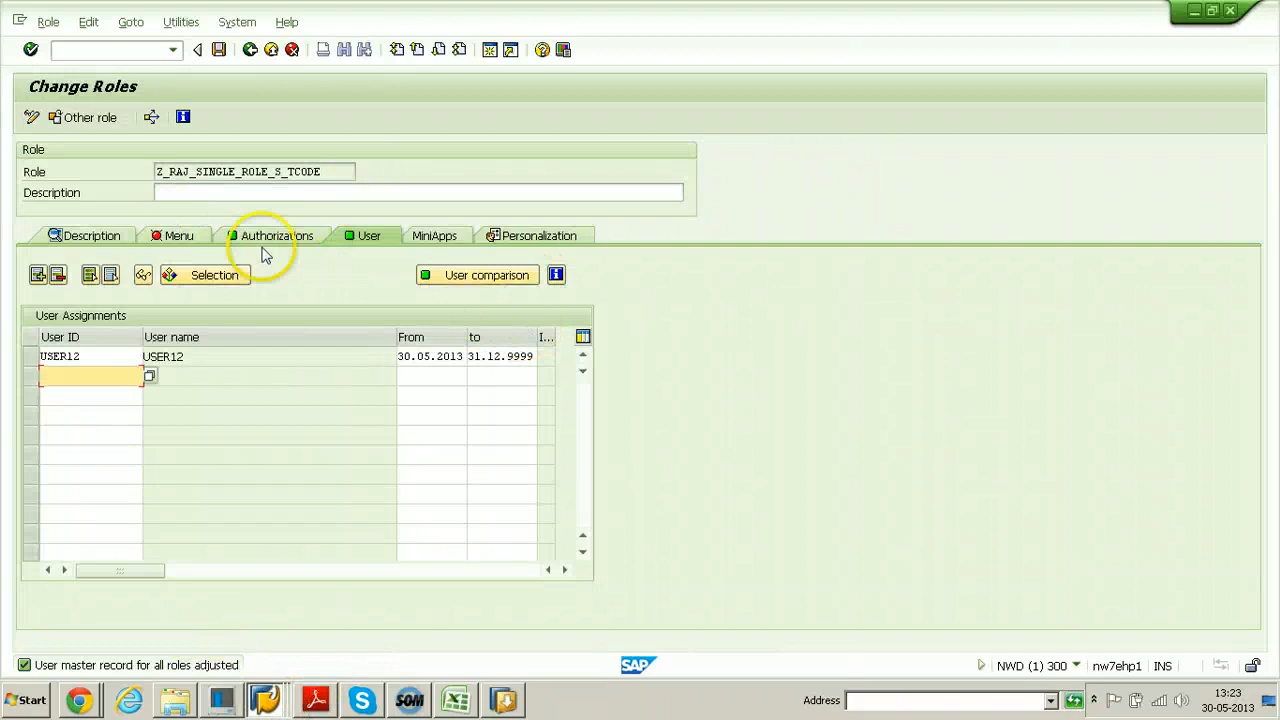 Role Edit Goto Utilities System Help
Change Roles
Other role
Role
Role Z_RAJ_SINGLE_ROLE_S_TCODE
Description
Description Menu Authorizations User MiniApps Personalization
Selection User comparison
User Assignments
User ID User name From to I...
USER12 USER12 30.05.2013 31.12.9999
User master record for all roles adjusted SAP NWD (1) 300 nw7ehp1 INS
Start SOM Address 13:23
30-05-2013